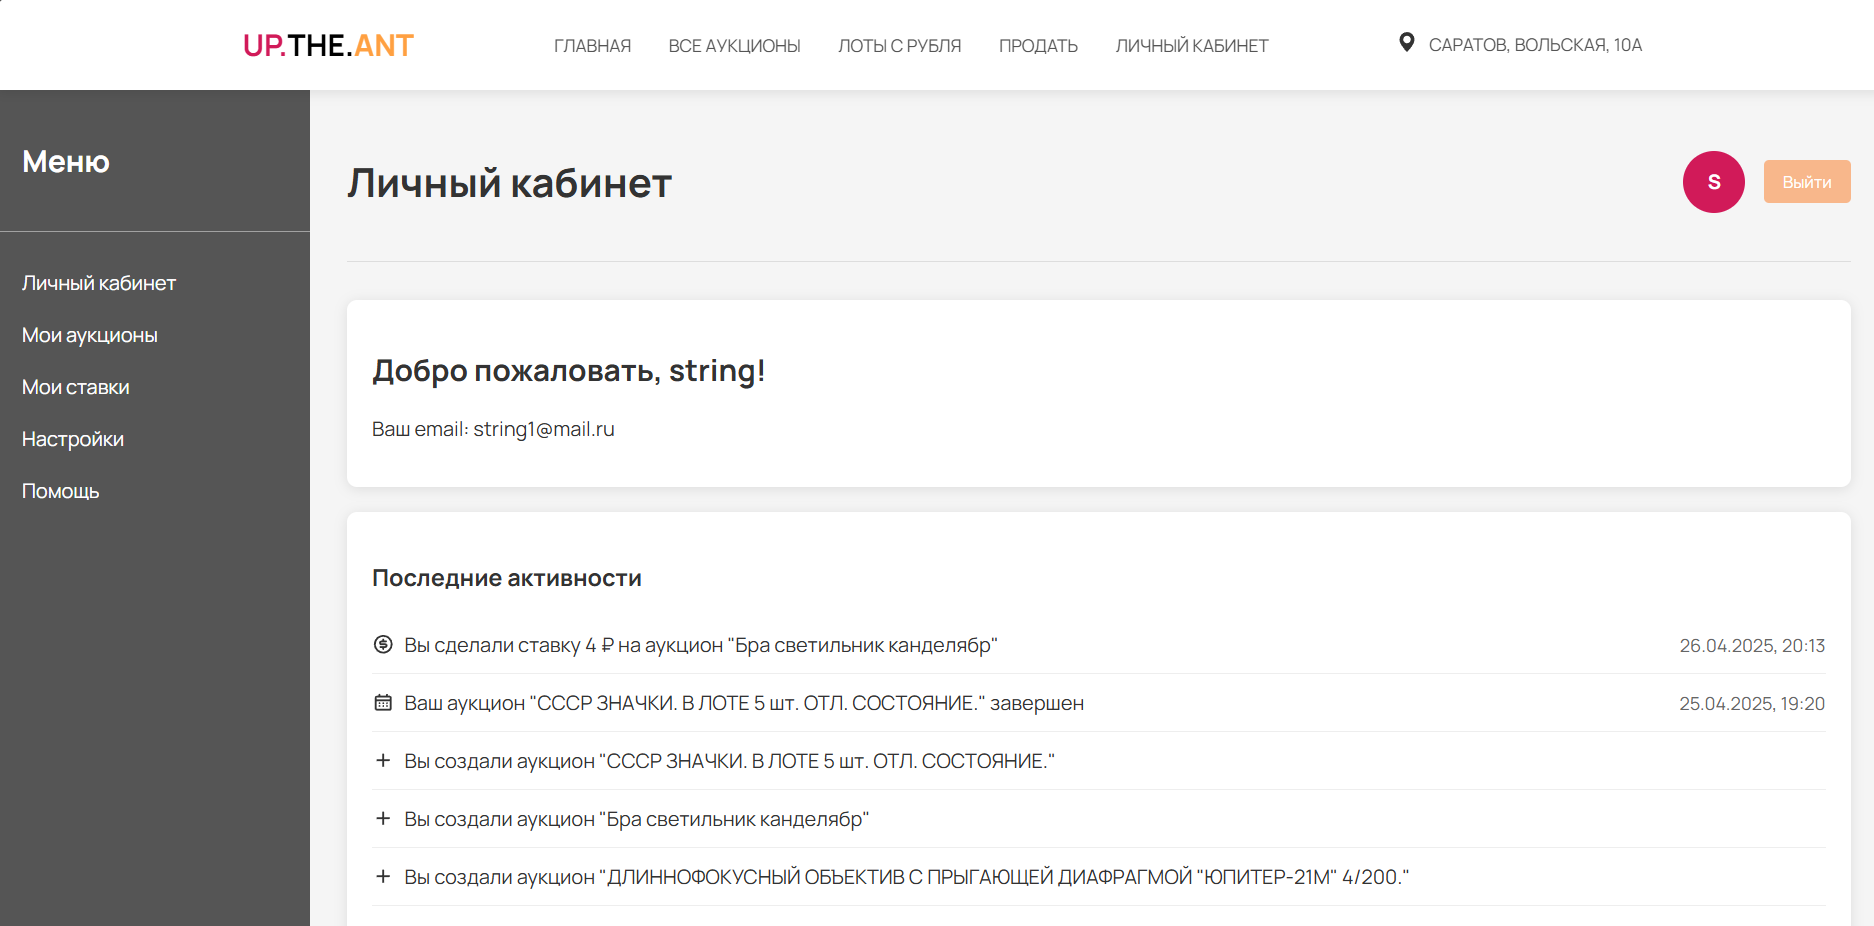 UP.THE.ANT
ГЛАВНАЯ
ВСЕ АУКЦИОНЫ
ЛОТЫ С РУБЛЯ
ПРОДАТЬ
ЛИЧНЫЙ КАБИНЕТ
САРАТОВ, ВОЛЬСКАЯ, 10А
Меню
Личный кабинет
Мои аукционы
Мои ставки
Настройки
Помощь
Личный кабинет
S
Выйти
Добро пожаловать, string!
Ваш email: string1@mail.ru
Последние активности
Вы сделали ставку 4 ₽ на аукцион "Бра светильник канделябр" 26.04.2025, 20:13
Ваш аукцион "СССР ЗНАЧКИ. В ЛОТЕ 5 шт. ОТЛ. СОСТОЯНИЕ." завершен 25.04.2025, 19:20
Вы создали аукцион "СССР ЗНАЧКИ. В ЛОТЕ 5 шт. ОТЛ. СОСТОЯНИЕ."
Вы создали аукцион "Бра светильник канделябр"
Вы создали аукцион "ДЛИННОФОКУСНЫЙ ОБЪЕКТИВ С ПРЫГАЮЩЕЙ ДИАФРАГМОЙ "ЮПИТЕР-21М" 4/200."